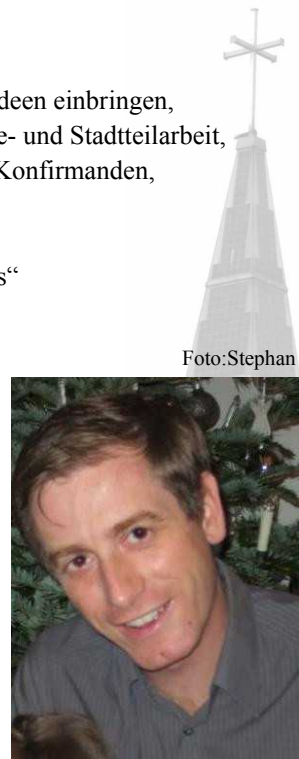 deen einbringen,
e- und Stadtteilarbeit,
Konfirmanden,
s“
Foto:Stephan